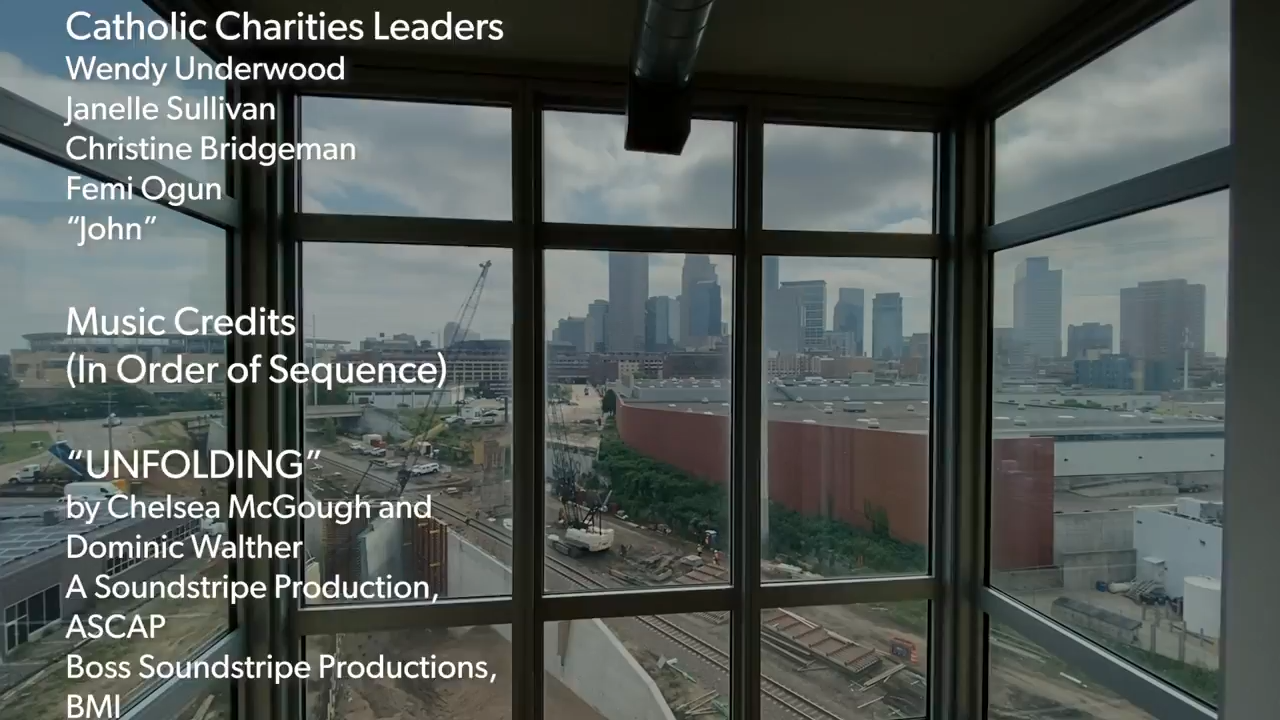 Catholic Charities Leaders
Wendy Underwood
Janelle Sullivan
Christine Bridgeman
Femi Ogun
“John”
Music Credits
(In Order of Sequence)
“UNFOLDING”
by Chelsea McGough and
Dominic Walther
A Soundstripe Production,
ASCAP
Boss Soundstripe Productions,
BMI